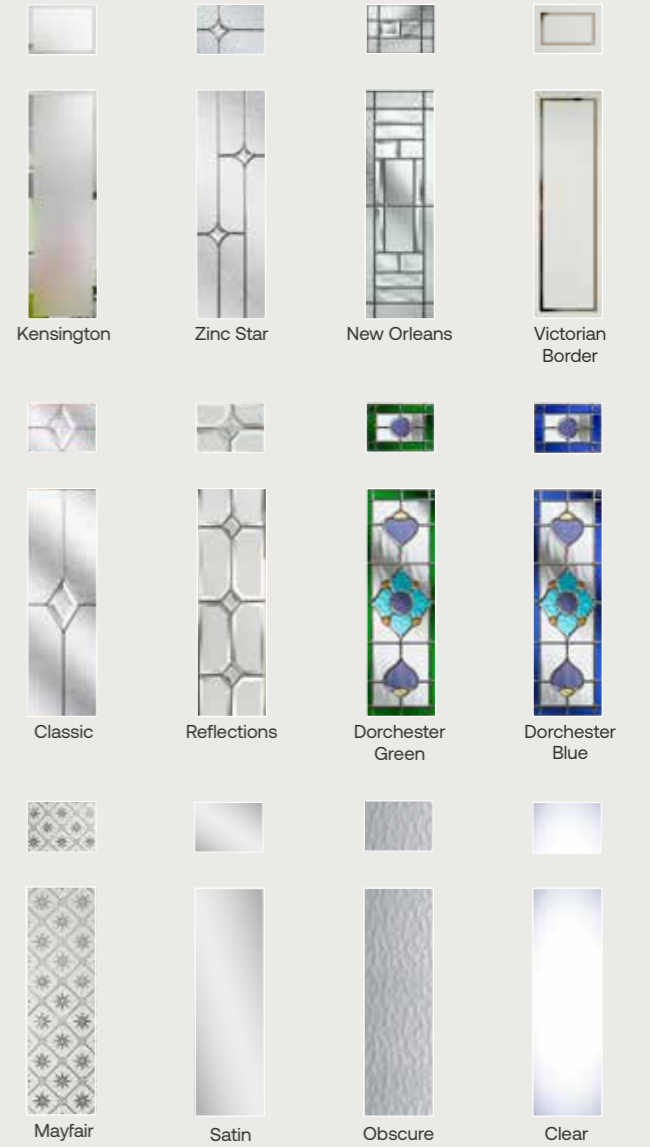 Kensington
Zinc Star
New Orleans
Victorian
Border
Classic
Reflections
Dorchester
Green
Dorchester
Blue
Mayfair
Satin
Obscure
Clear